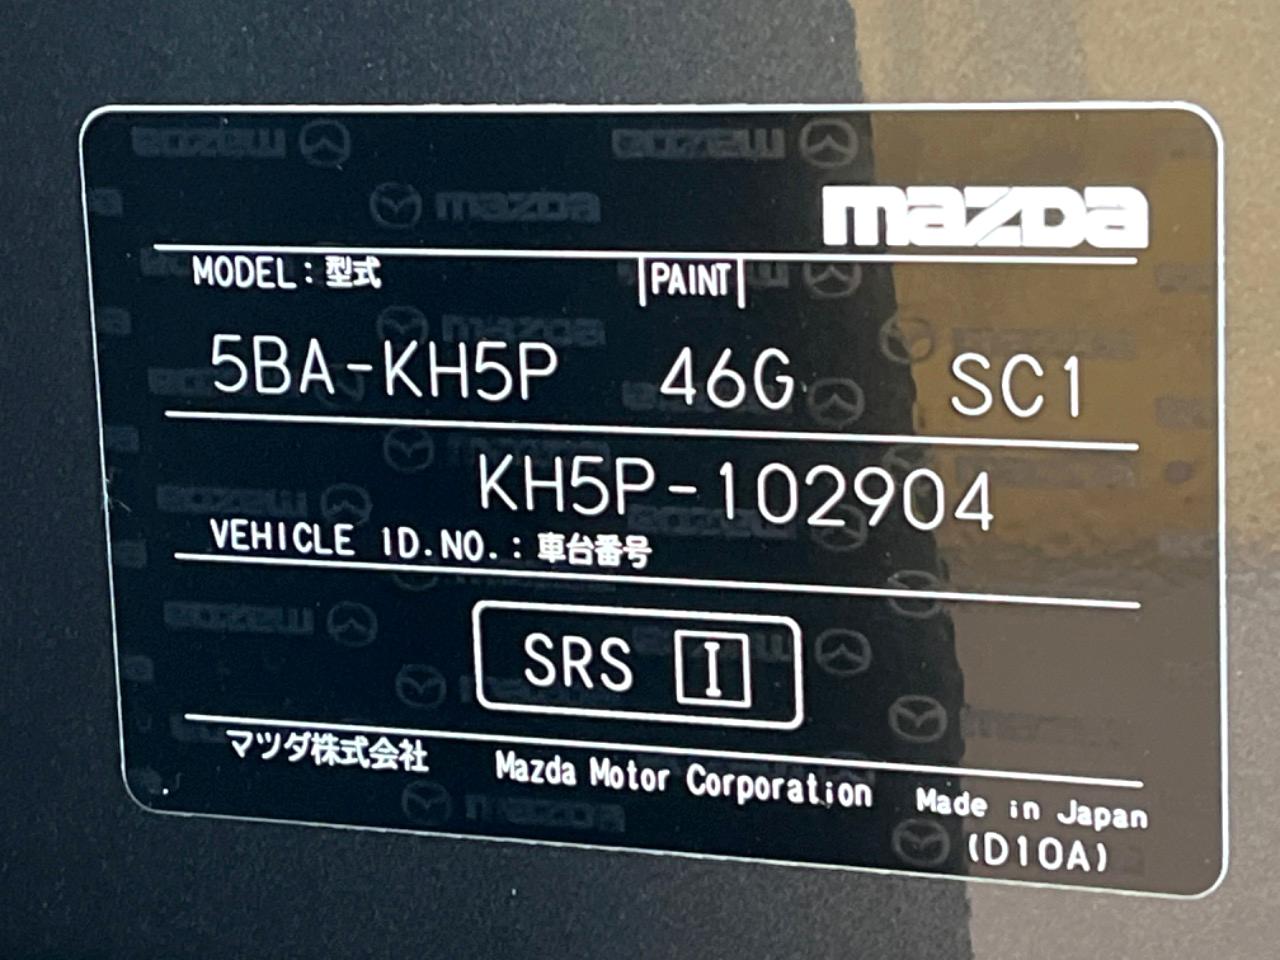 mazda
MODEL : 型式 PAINT
5BA-KH5P 46G SC1
KH5P-102904
VEHICLE ID.NO. : 車台番号
SRS I
マツダ株式会社 Mazda Motor Corporation Made in Japan
(D10A)